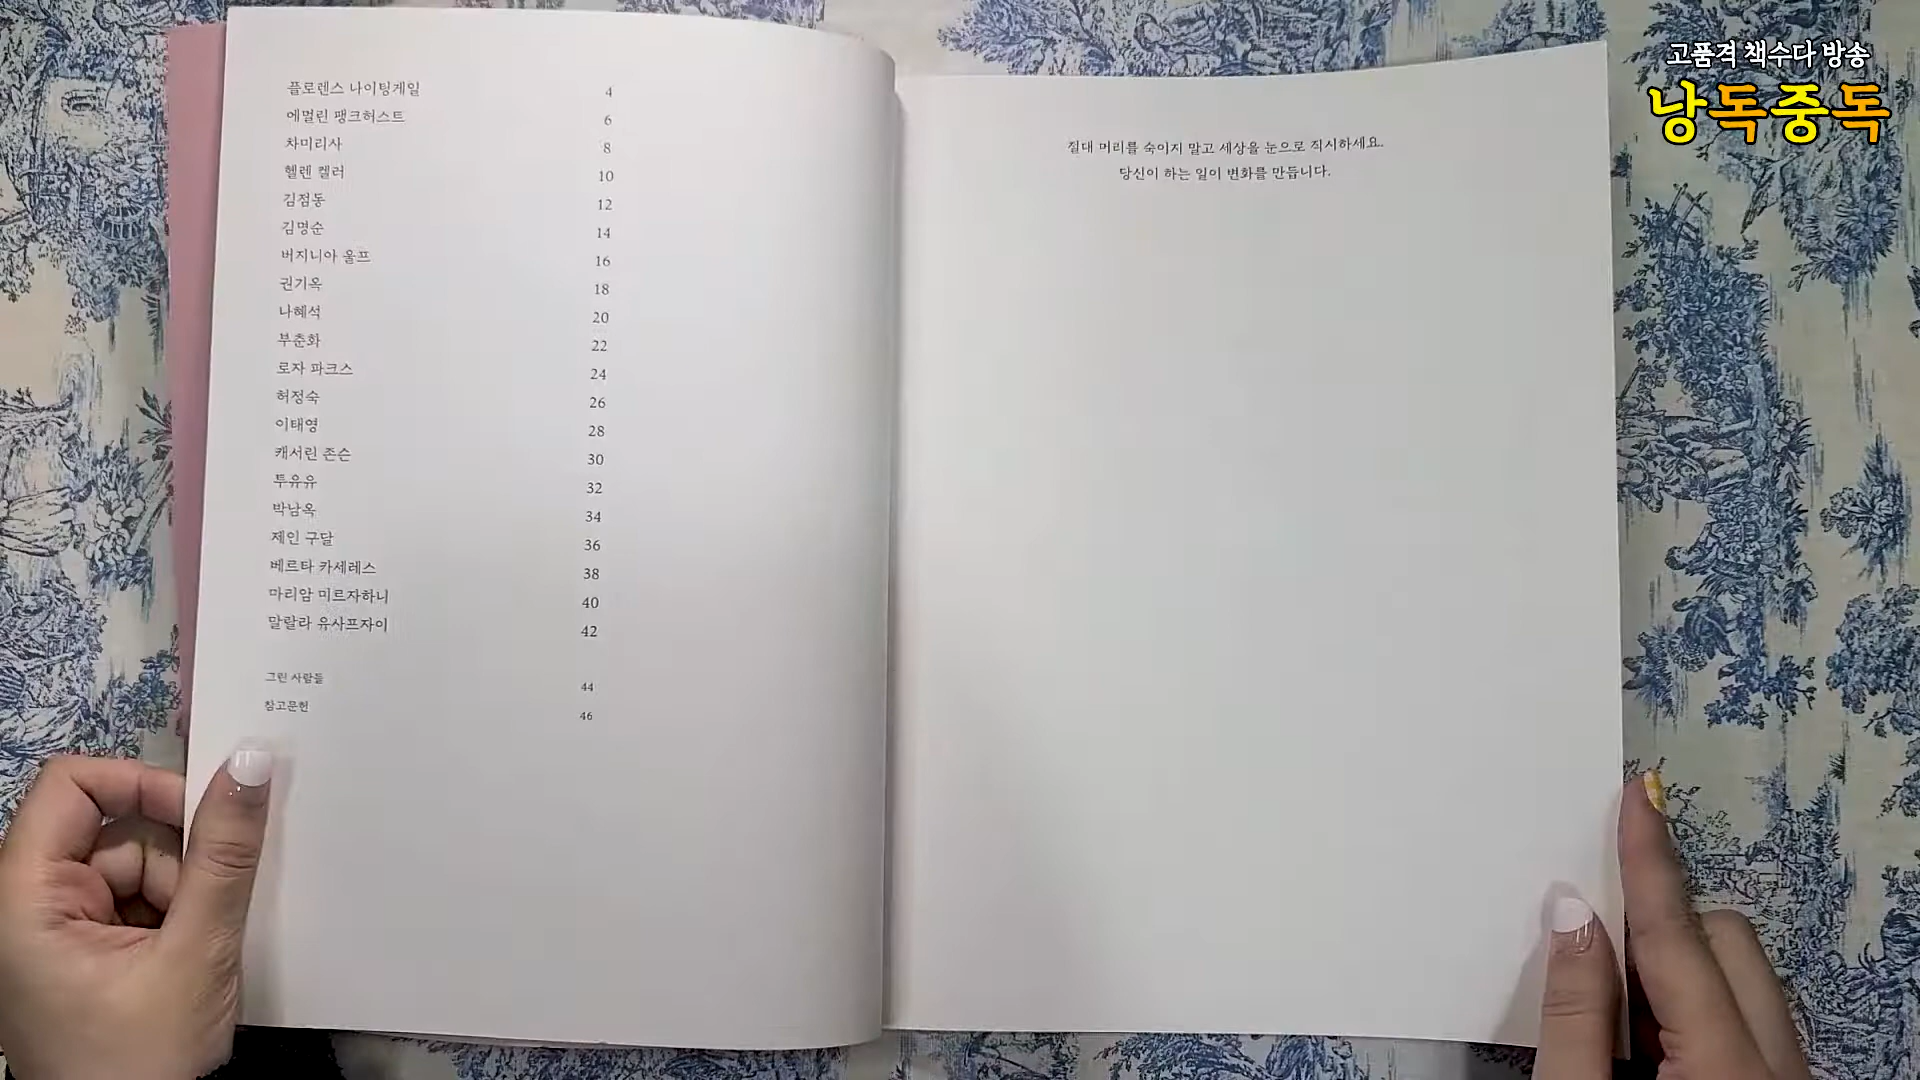 플로렌스 나이팅게일 4
에멀린 팽크허스트 6
차미리사 8
헬렌 켈러 10
김점동 12
김명순 14
버지니아 울프 16
권기옥 18
나혜석 20
부춘화 22
로자 파크스 24
허정숙 26
이태영 28
캐서린 존슨 30
투유유 32
박남옥 34
제인 구달 36
베르타 카세레스 38
마리암 미르자하니 40
말랄라 유사프자이 42
그린 사람들 44
참고문헌 46
절대 머리를 숙이지 말고 세상을 눈으로 직시하세요.
당신이 하는 일이 변화를 만듭니다.
고품격 책수다 방송
낭독중독